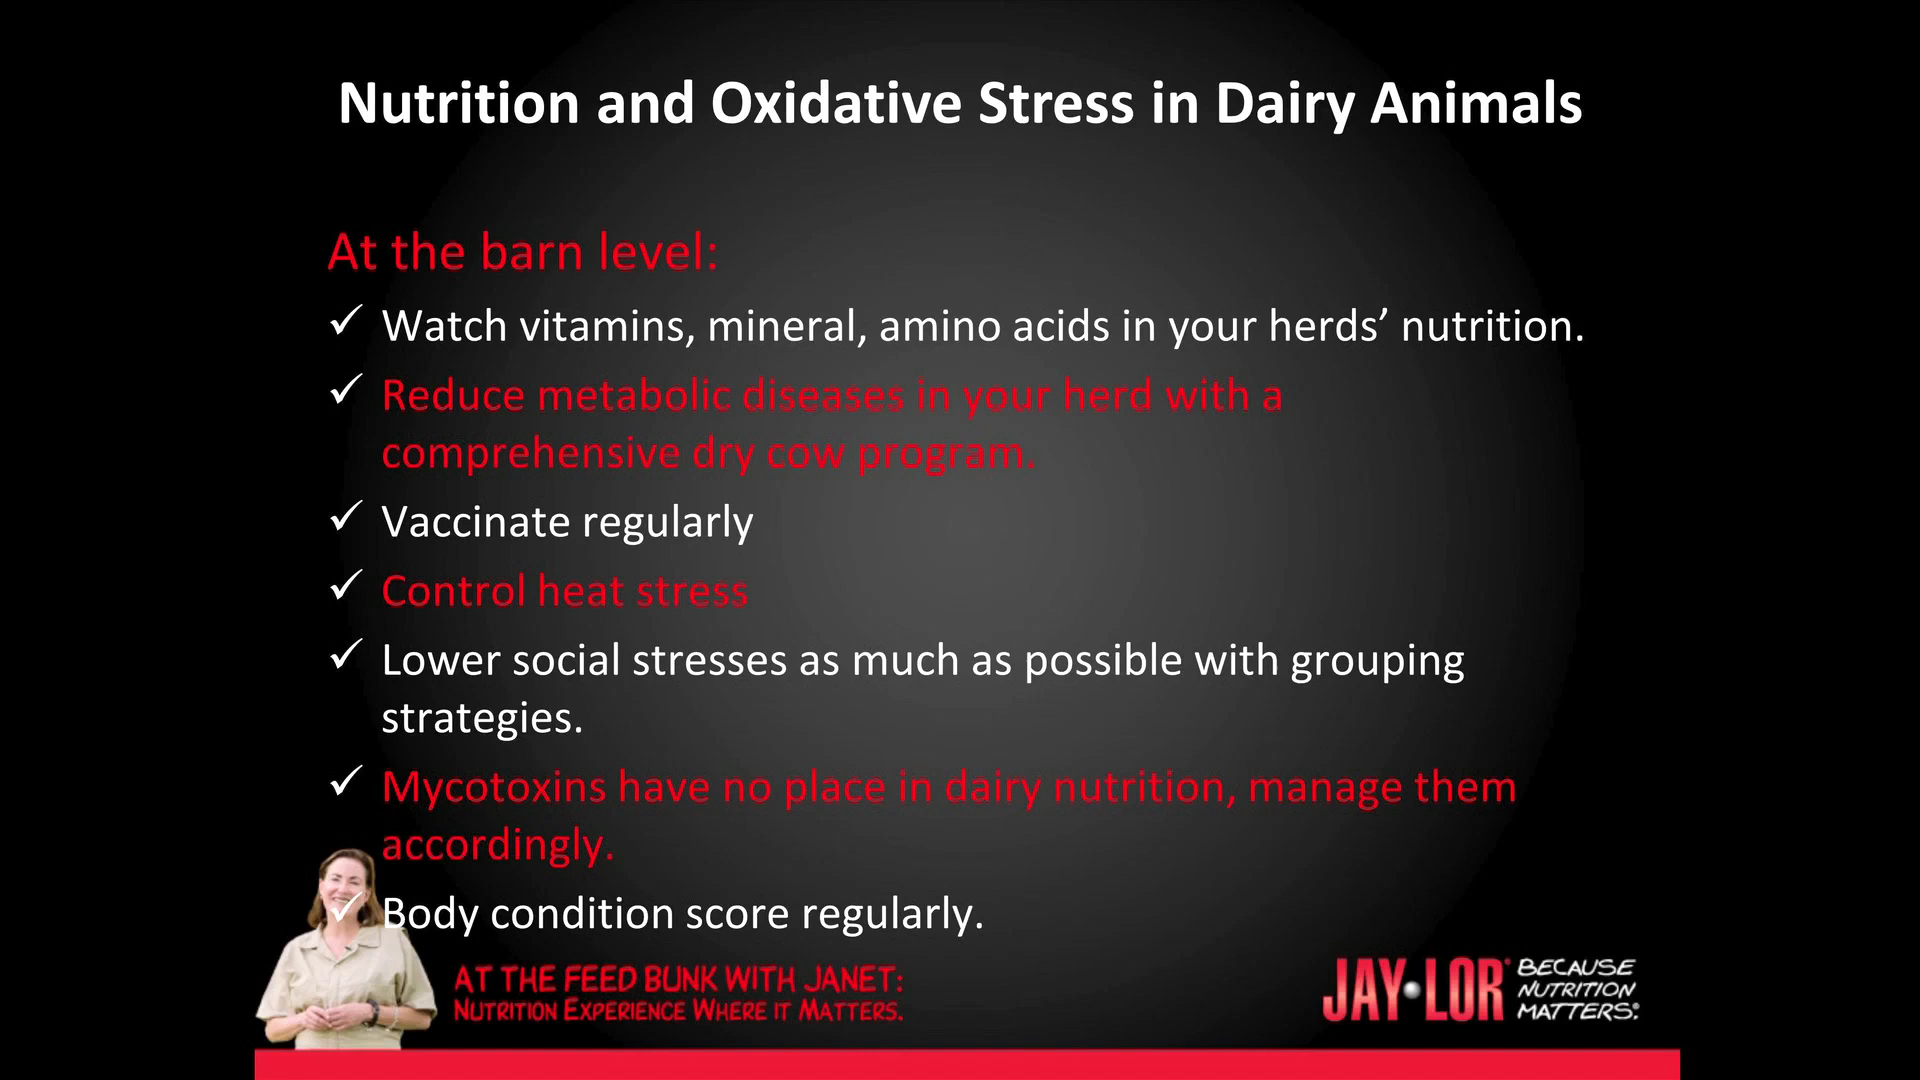 Nutrition and Oxidative Stress in Dairy Animals
At the barn level:
✓ Watch vitamins, mineral, amino acids in your herds’ nutrition.
✓ Reduce metabolic diseases in your herd with a
comprehensive dry cow program.
✓ Vaccinate regularly
✓ Control heat stress
✓ Lower social stresses as much as possible with grouping
strategies.
✓ Mycotoxins have no place in dairy nutrition, manage them
accordingly.
✓ Body condition score regularly.
AT THE FEED BUNK WITH JANET:
NUTRITION EXPERIENCE WHERE IT MATTERS.
JAY•LOR®
BECAUSE
NUTRITION
MATTERS®